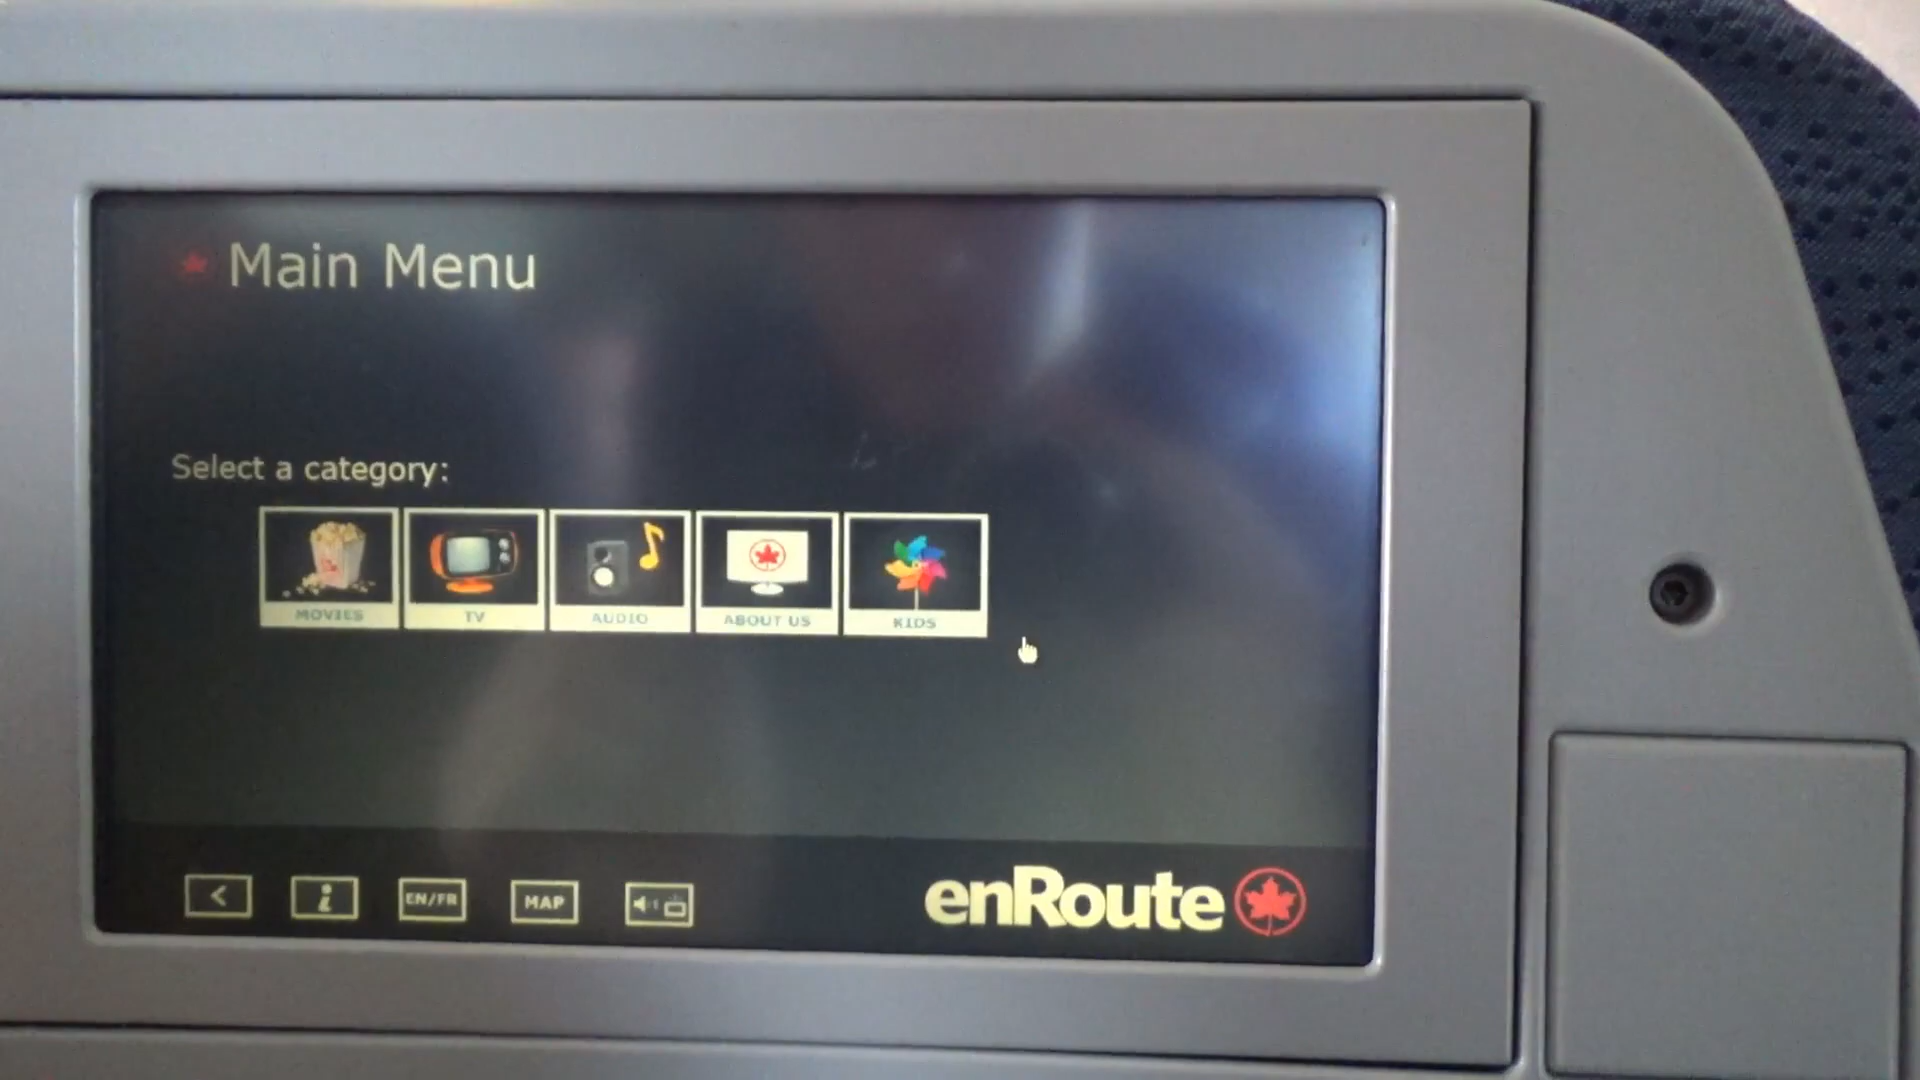 Main Menu
Select a category:
MOVIES
TV
AUDIO
ABOUT US
KIDS
<
i
EN/FR
MAP
enRoute